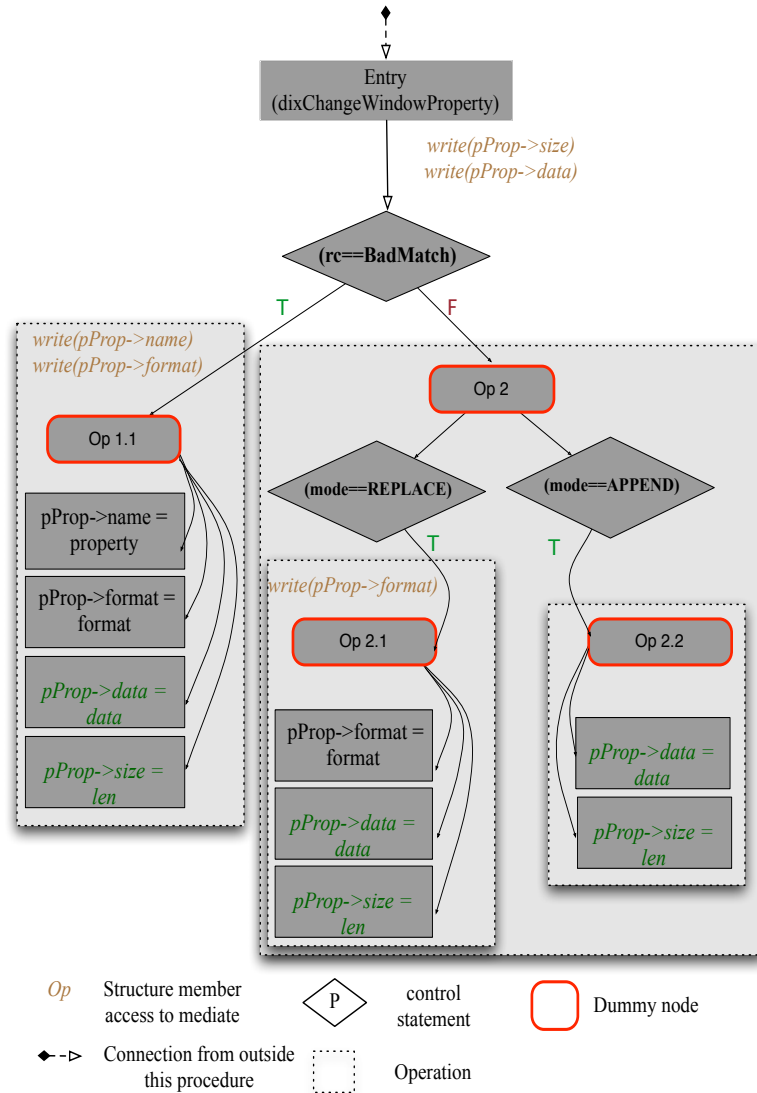 Entry
(dixChangeWindowProperty)
write(pProp->size)
write(pProp->data)
(rc==BadMatch)
T
F
write(pProp->name)
write(pProp->format)
Op 1.1
pProp->name =
property
pProp->format =
format
pProp->data =
data
pProp->size =
len
Op 2
(mode==REPLACE)
(mode==APPEND)
T
T
write(pProp->format)
Op 2.1
pProp->format =
format
pProp->data =
data
pProp->size =
len
Op 2.2
pProp->data =
data
pProp->size =
len
Op
Structure member
access to mediate
P
control
statement
Dummy node
Connection from outside
this procedure
Operation